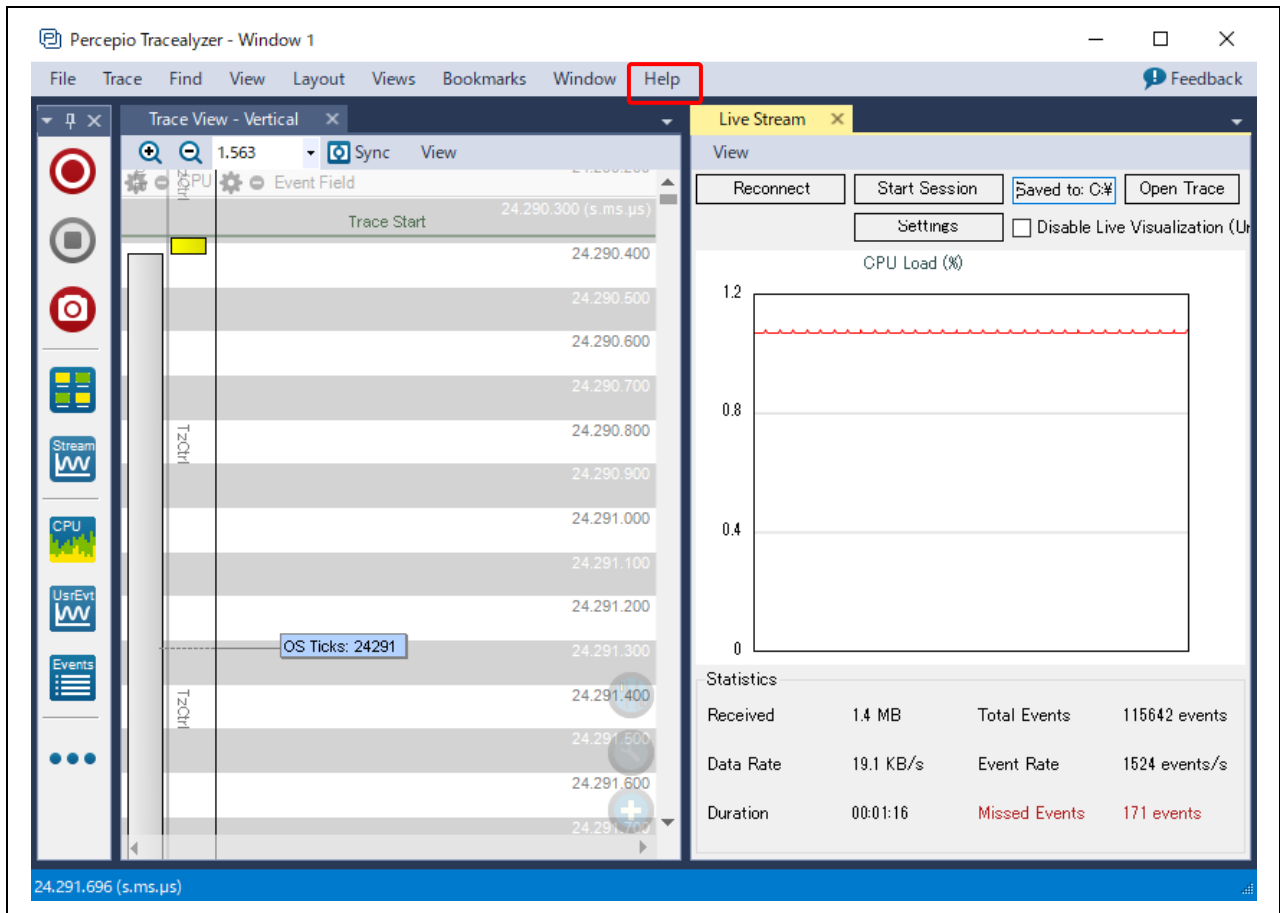 Percepio Tracealyzer - Window 1
File Trace Find View Layout Views Bookmarks Window Help Feedback
Trace View - Vertical
1.563 Sync View
CPU Event Field
TzCtrl
24.290.300 (s.ms.µs)
Trace Start
24.290.400
24.290.500
24.290.600
24.290.700
24.290.800
TzCtrl
24.290.900
24.291.000
24.291.100
24.291.200
OS Ticks: 24291
24.291.300
24.291.400
TzCtrl
24.291.500
24.291.600
24.291.700
Stream
CPU
UsrEvt
Events
Live Stream
View
Reconnect Start Session Saved to: C:¥ Open Trace
Settings Disable Live Visualization (Ur
CPU Load (%)
1.2
0.8
0.4
0
Statistics
Received 1.4 MB Total Events 115642 events
Data Rate 19.1 KB/s Event Rate 1524 events/s
Duration 00:01:16 Missed Events 171 events
24.291.696 (s.ms.µs)